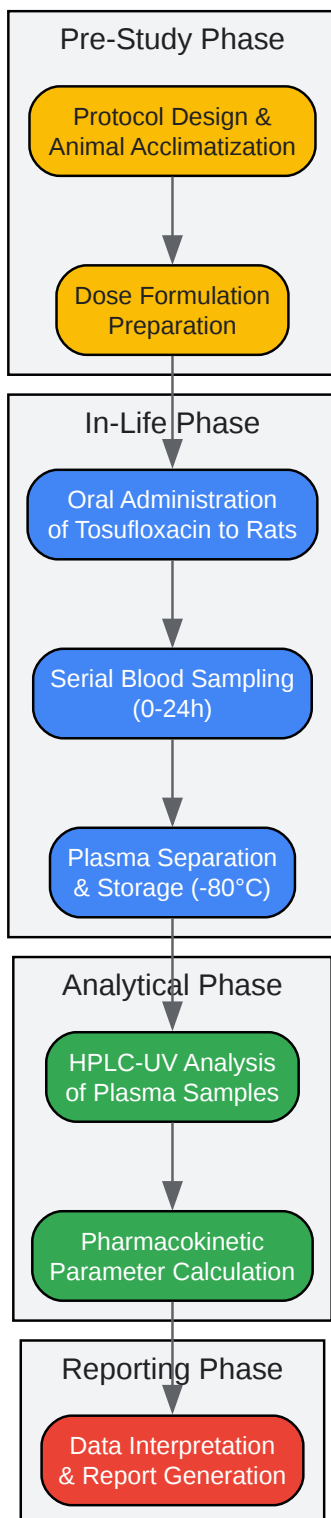 Pre-Study Phase
Protocol Design &
Animal Acclimatization
Dose Formulation
Preparation
In-Life Phase
Oral Administration
of Tosufloxacin to Rats
Serial Blood Sampling
(0-24h)
Plasma Separation
& Storage (-80°C)
Analytical Phase
HPLC-UV Analysis
of Plasma Samples
Pharmacokinetic
Parameter Calculation
Reporting Phase
Data Interpretation
& Report Generation